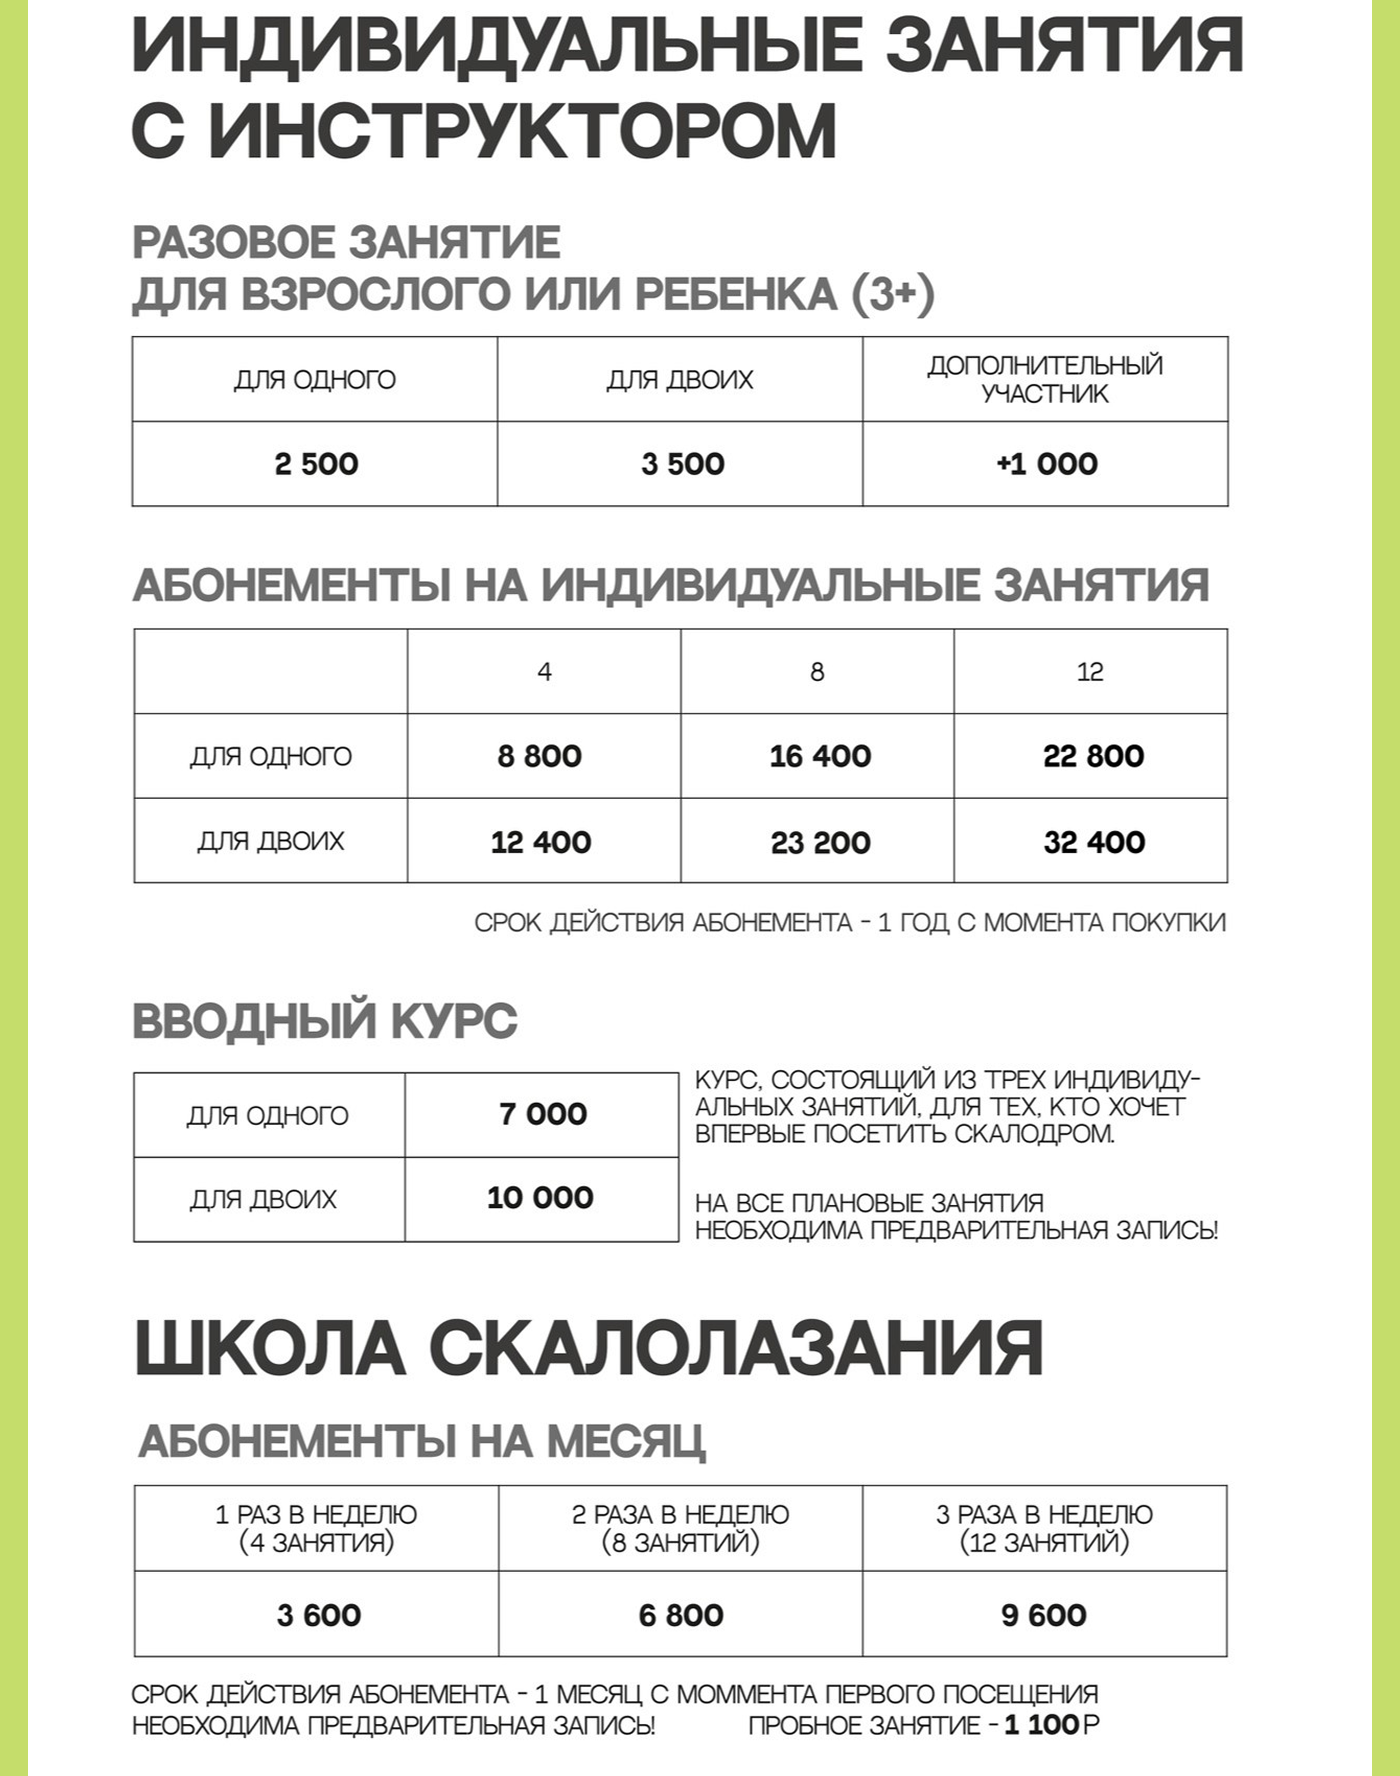 ИНДИВИДУАЛЬНЫЕ ЗАНЯТИЯ
С ИНСТРУКТОРОМ
РАЗОВОЕ ЗАНЯТИЕ
ДЛЯ ВЗРОСЛОГО ИЛИ РЕБЕНКА (3+)
ДЛЯ ОДНОГО ДЛЯ ДВОИХ ДОПОЛНИТЕЛЬНЫЙ
УЧАСТНИК
2 500 3 500 +1 000
АБОНЕМЕНТЫ НА ИНДИВИДУАЛЬНЫЕ ЗАНЯТИЯ
4 8 12
ДЛЯ ОДНОГО 8 800 16 400 22 800
ДЛЯ ДВОИХ 12 400 23 200 32 400
СРОК ДЕЙСТВИЯ АБОНЕМЕНТА - 1 ГОД С МОМЕНТА ПОКУПКИ
ВВОДНЫЙ КУРС
ДЛЯ ОДНОГО 7 000
ДЛЯ ДВОИХ 10 000
КУРС, СОСТОЯЩИЙ ИЗ ТРЕХ ИНДИВИДУ-
АЛЬНЫХ ЗАНЯТИЙ, ДЛЯ ТЕХ, КТО ХОЧЕТ
ВПЕРВЫЕ ПОСЕТИТЬ СКАЛОДРОМ.
НА ВСЕ ПЛАНОВЫЕ ЗАНЯТИЯ
НЕОБХОДИМА ПРЕДВАРИТЕЛЬНАЯ ЗАПИСЬ!
ШКОЛА СКАЛОЛАЗАНИЯ
АБОНЕМЕНТЫ НА МЕСЯЦ
1 РАЗ В НЕДЕЛЮ 2 РАЗА В НЕДЕЛЮ 3 РАЗА В НЕДЕЛЮ
(4 ЗАНЯТИЯ) (8 ЗАНЯТИЙ) (12 ЗАНЯТИЙ)
3 600 6 800 9 600
СРОК ДЕЙСТВИЯ АБОНЕМЕНТА - 1 МЕСЯЦ С МОММЕНТА ПЕРВОГО ПОСЕЩЕНИЯ
НЕОБХОДИМА ПРЕДВАРИТЕЛЬНАЯ ЗАПИСЬ! ПРОБНОЕ ЗАНЯТИЕ - 1 100 Р